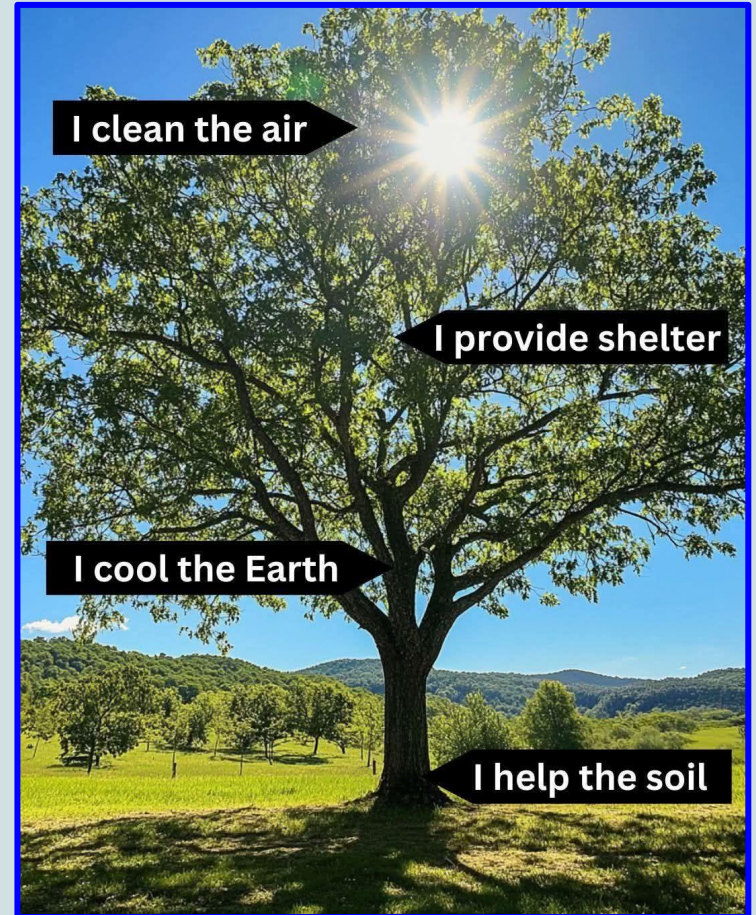 I clean the air
I provide shelter
I cool the Earth
I help the soil